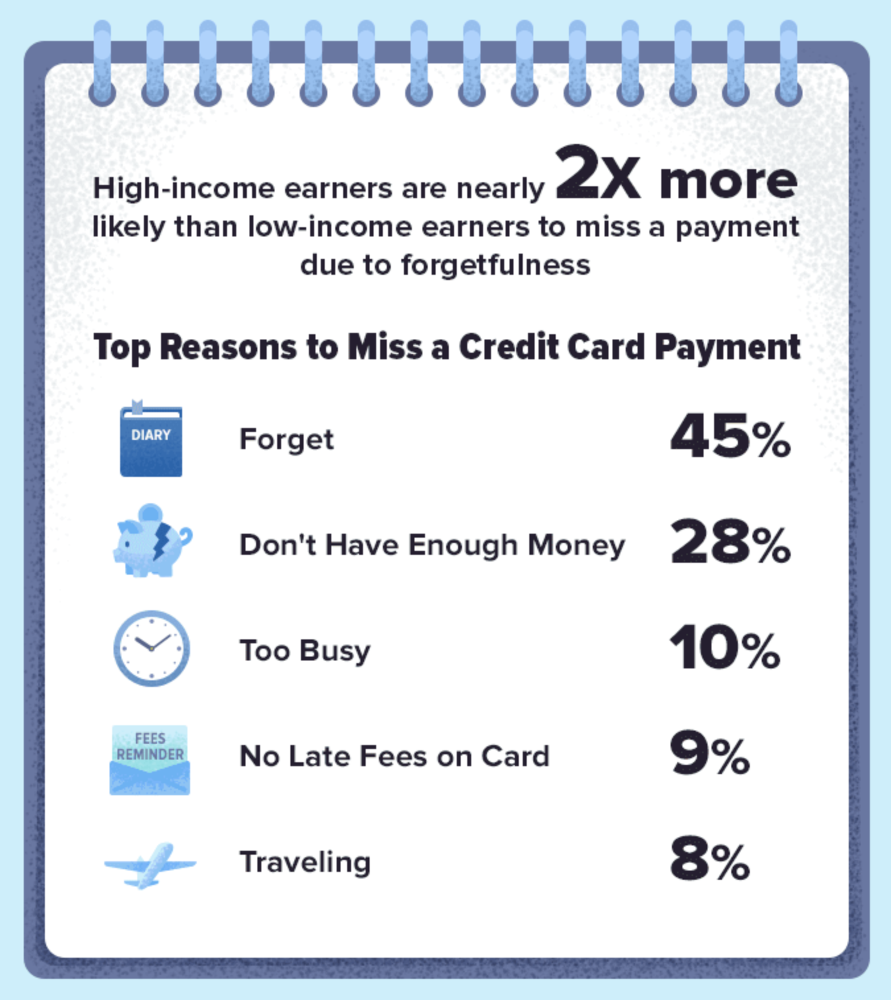 High-income earners are nearly 2x more
likely than low-income earners to miss a payment
due to forgetfulness
Top Reasons to Miss a Credit Card Payment
DIARY
Forget 45%
Don't Have Enough Money 28%
Too Busy 10%
FEES
REMINDER
No Late Fees on Card 9%
Traveling 8%